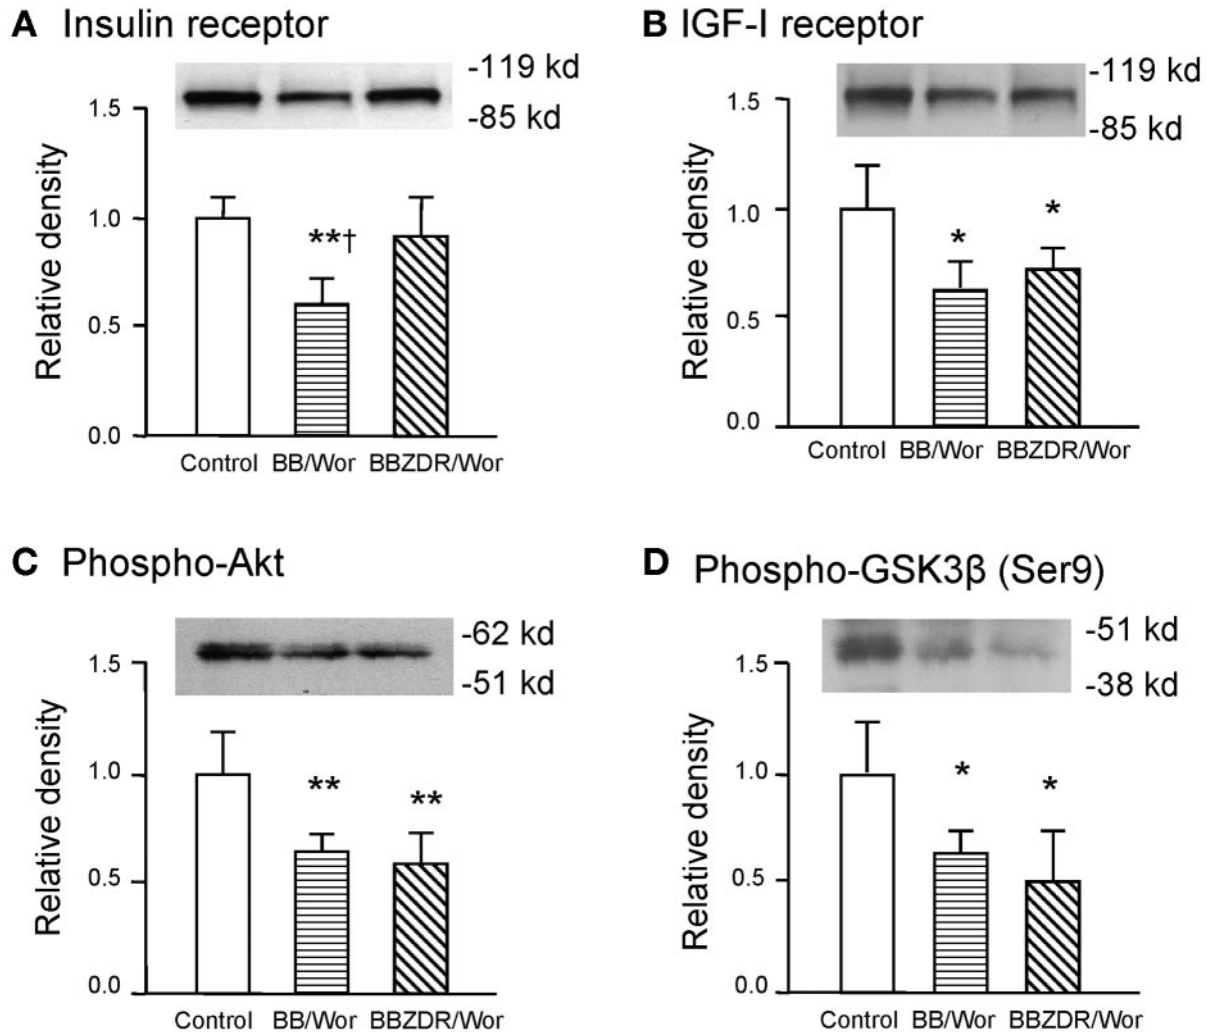 A Insulin receptor
-119 kd
-85 kd
1.5
1.0
0.5
0.0
Relative density
**†
Control BB/Wor BBZDR/Wor
B IGF-I receptor
-119 kd
-85 kd
1.5
1.0
0.5
0.0
Relative density
*
*
Control BB/Wor BBZDR/Wor
C Phospho-Akt
-62 kd
-51 kd
1.5
1.0
0.5
0.0
Relative density
**
**
Control BB/Wor BBZDR/Wor
D Phospho-GSK3β (Ser9)
-51 kd
-38 kd
1.5
1.0
0.5
0.0
Relative density
*
*
Control BB/Wor BBZDR/Wor